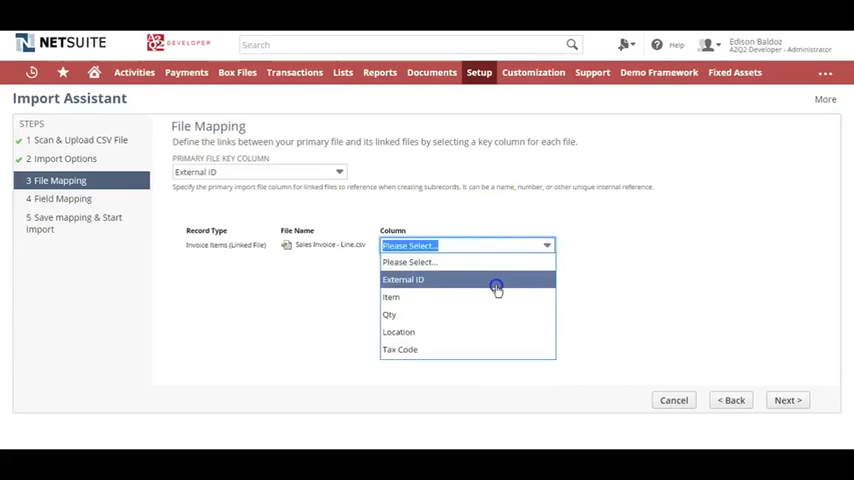 NETSUITE
A2Q2 DEVELOPER
Search
Help
Edison Baldoz
A2Q2 Developer - Administrator
Activities Payments Box Files Transactions Lists Reports Documents Setup Customization Support Demo Framework Fixed Assets
Import Assistant
More
STEPS
1 Scan & Upload CSV File
2 Import Options
3 File Mapping
4 Field Mapping
5 Save mapping & Start
Import
File Mapping
Define the links between your primary file and its linked files by selecting a key column for each file.
PRIMARY FILE KEY COLUMN
External ID
Specify the primary import file column for linked files to reference when creating subrecords. It can be a name, number, or other unique internal reference.
Record Type File Name Column
Invoice Items (Linked File) Sales Invoice - Line.csv Please Select...
Please Select...
External ID
Item
Qty
Location
Tax Code
Cancel < Back Next >